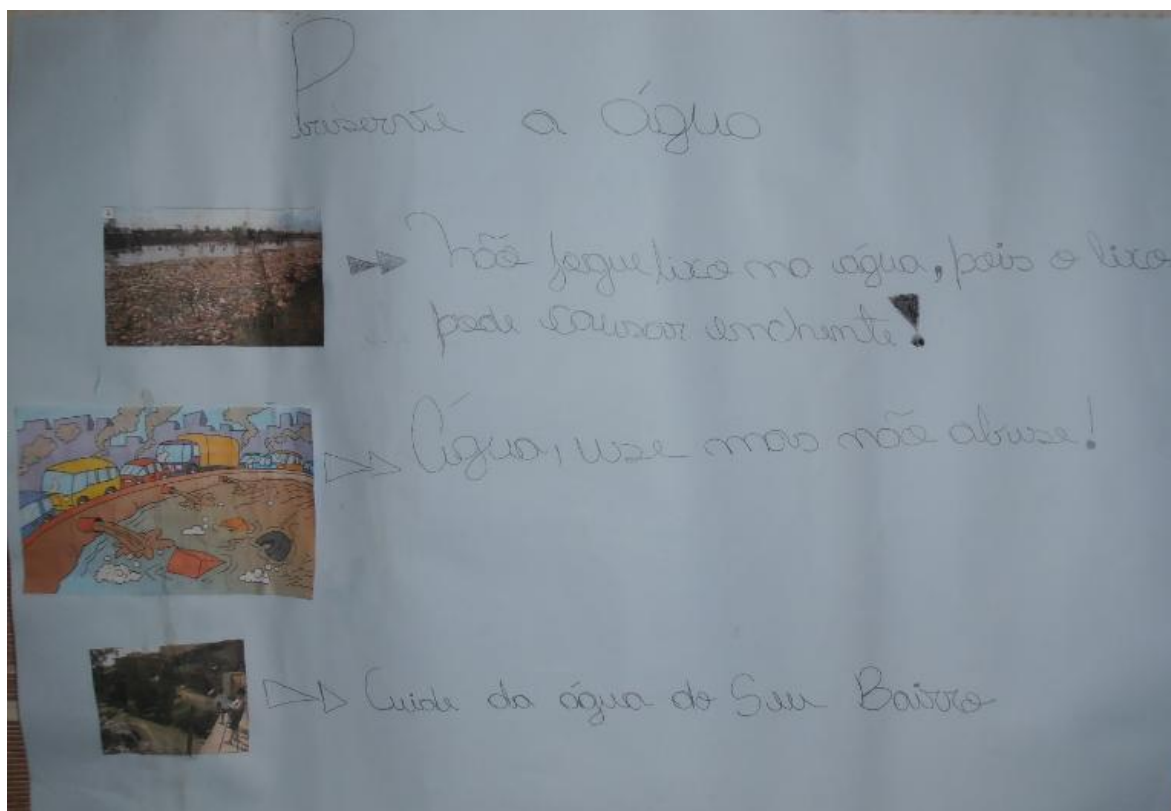 Preserve a Água
Não jogue lixo na água, pois o lixo
pode causar enchente!
Água, use mas não abuse!
Cuide da água do Seu Bairro